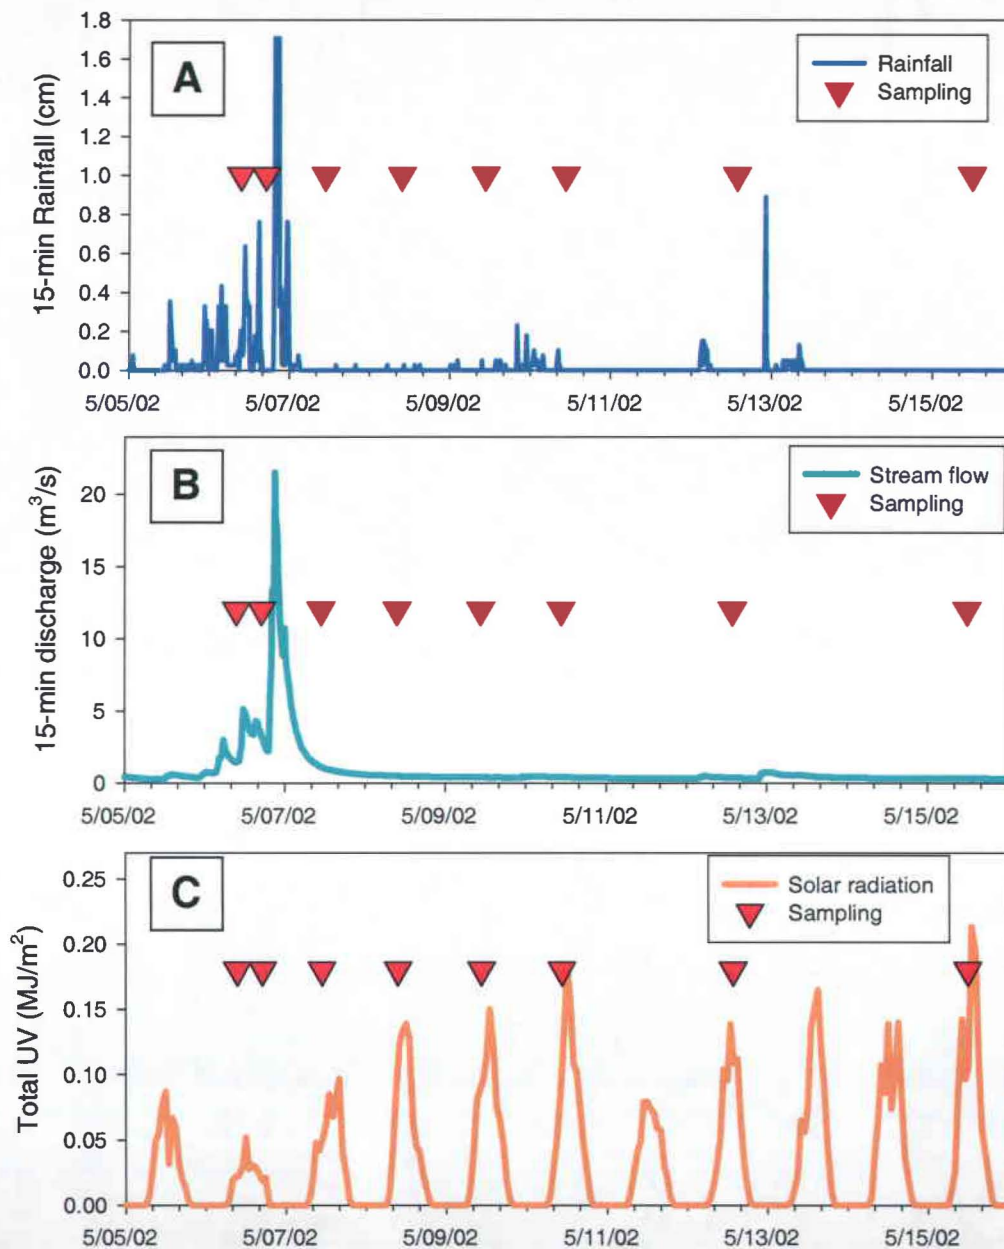 A
Rainfall
Sampling
15-min Rainfall (cm)
1.8
1.6
1.4
1.2
1.0
0.8
0.6
0.4
0.2
0.0
5/05/02 5/07/02 5/09/02 5/11/02 5/13/02 5/15/02
B
Stream flow
Sampling
15-min discharge (m³/s)
20
15
10
5
0
5/05/02 5/07/02 5/09/02 5/11/02 5/13/02 5/15/02
C
Solar radiation
Sampling
Total UV (MJ/m²)
0.25
0.20
0.15
0.10
0.05
0.00
5/05/02 5/07/02 5/09/02 5/11/02 5/13/02 5/15/02